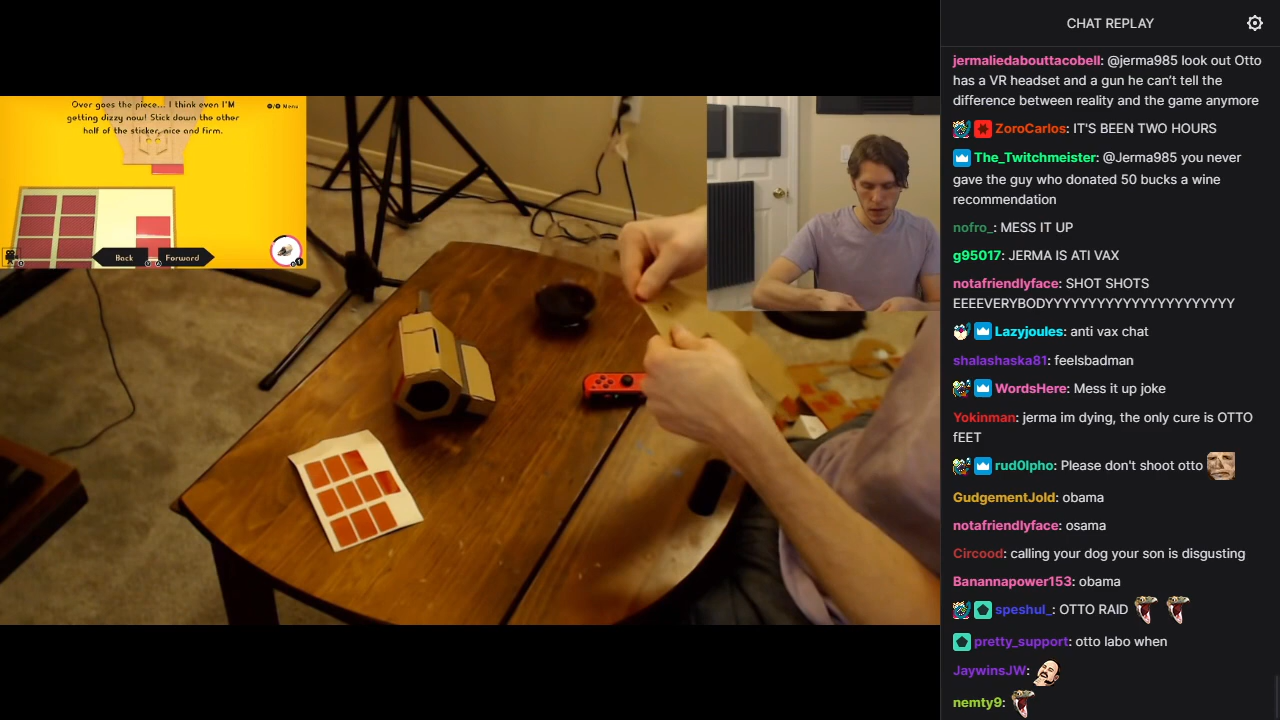 CHAT REPLAY
Over goes the piece... I think even I'M
getting dizzy now! Stick down the other
half of the sticker, nice and firm.
Menu
Back
Forward
jermaliedabouttacobell: @jerma985 look out Otto
has a VR headset and a gun he can't tell the
difference between reality and the game anymore
ZoroCarlos: IT'S BEEN TWO HOURS
The_Twitchmeister: @Jerma985 you never
gave the guy who donated 50 bucks a wine
recommendation
nofro_: MESS IT UP
g95017: JERMA IS ATI VAX
notafriendlyface: SHOT SHOTS
EEEEVERYBODYYYYYYYYYYYYYYYYYYYYYY
Lazyjoules: anti vax chat
shalashaska81: feelsbadman
WordsHere: Mess it up joke
Yokinman: jerma im dying, the only cure is OTTO
fEET
rud0lpho: Please don't shoot otto
GudgementJold: obama
notafriendlyface: osama
Circood: calling your dog your son is disgusting
Banannapower153: obama
speshul_: OTTO RAID
pretty_support: otto labo when
JaywinsJW:
nemty9: